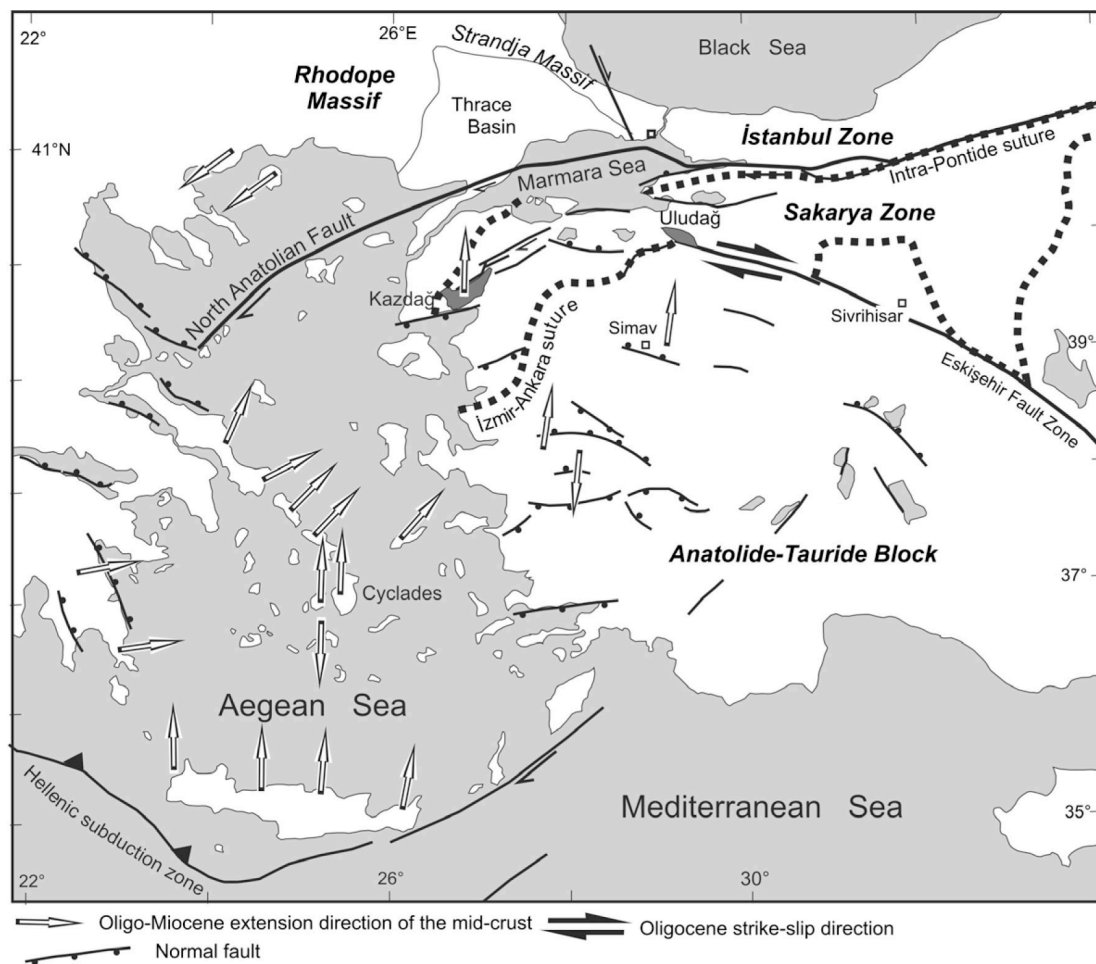 22°
26°E
Black Sea
Strandja Massif
Rhodope
Massif
Thrace
Basin
İstanbul Zone
41°N
Marmara Sea
Intra-Pontide suture
Uludağ
Sakarya Zone
North Anatolian Fault
Kazdağ
Simav
Sivrihisar
39°
İzmir-Ankara suture
Eskişehir Fault Zone
Anatolide-Tauride Block
37°
Cyclades
Aegean Sea
Mediterranean Sea
35°
Hellenic subduction zone
22°
26°
30°
Oligo-Miocene extension direction of the mid-crust
Oligocene strike-slip direction
Normal fault